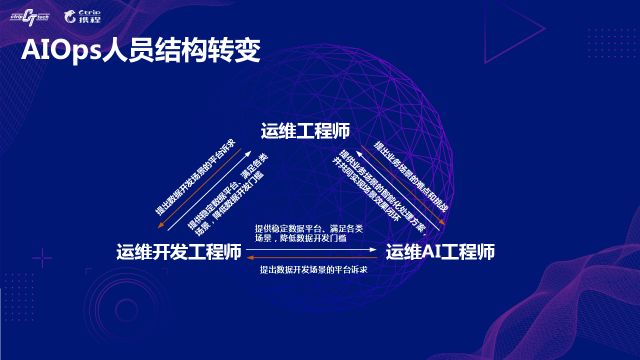 Ctrip tech
Ctrip
携程
AIOps人员结构转变
运维工程师
提出数据开发场景的平台诉求
提供稳定数据平台、满足各类
场景，降低数据开发门槛
提出业务场景的难点和挑战
提供业务场景的智能化处理方案，
并共同实现场景效果闭环
提供稳定数据平台、满足各类
场景，降低数据开发门槛
运维开发工程师
运维AI工程师
提出数据开发场景的平台诉求